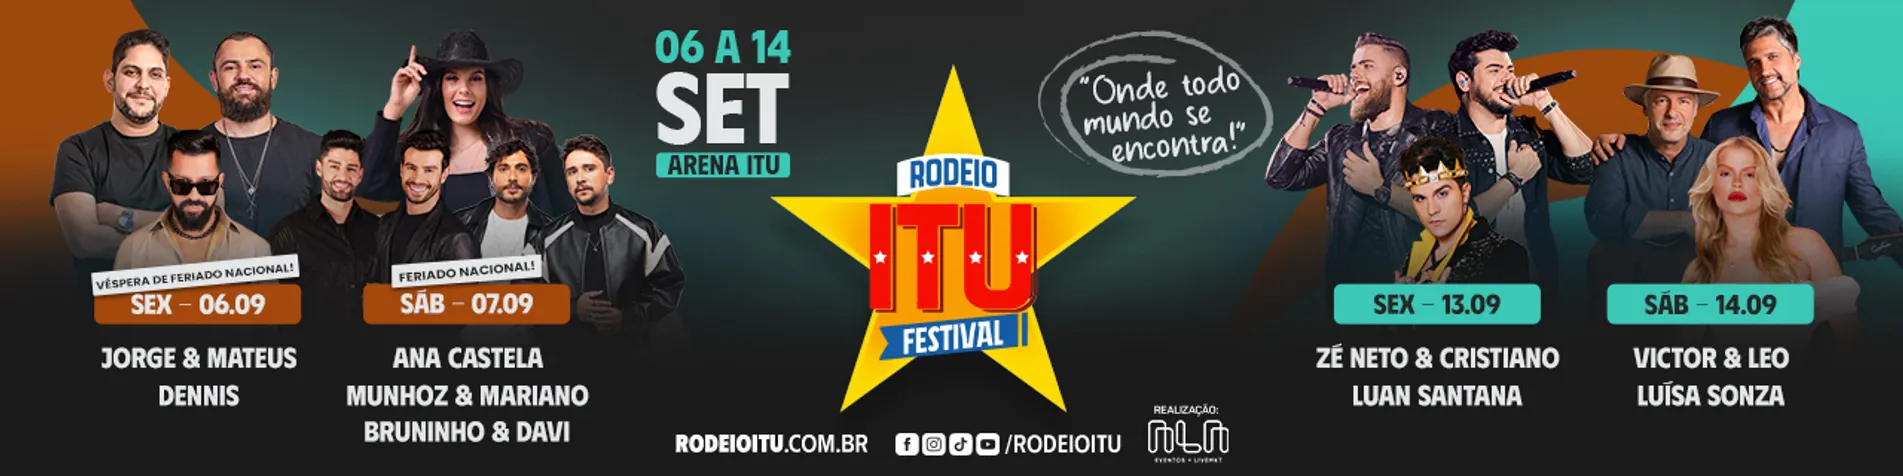 VÉSPERA DE FERIADO NACIONAL!
SEX – 06.09
JORGE & MATEUS
DENNIS
FERIADO NACIONAL!
SÁB – 07.09
ANA CASTELA
MUNHOZ & MARIANO
BRUNINHO & DAVI
06 A 14
SET
ARENA ITU
RODEIO
ITU
FESTIVAL
"Onde todo
mundo se
encontra!"
RODEIOITU.COM.BR
/RODEIOITU
REALIZAÇÃO:
EVENTOS + LIVEMKT
SEX – 13.09
ZÉ NETO & CRISTIANO
LUAN SANTANA
SÁB – 14.09
VICTOR & LEO
LUÍSA SONZA